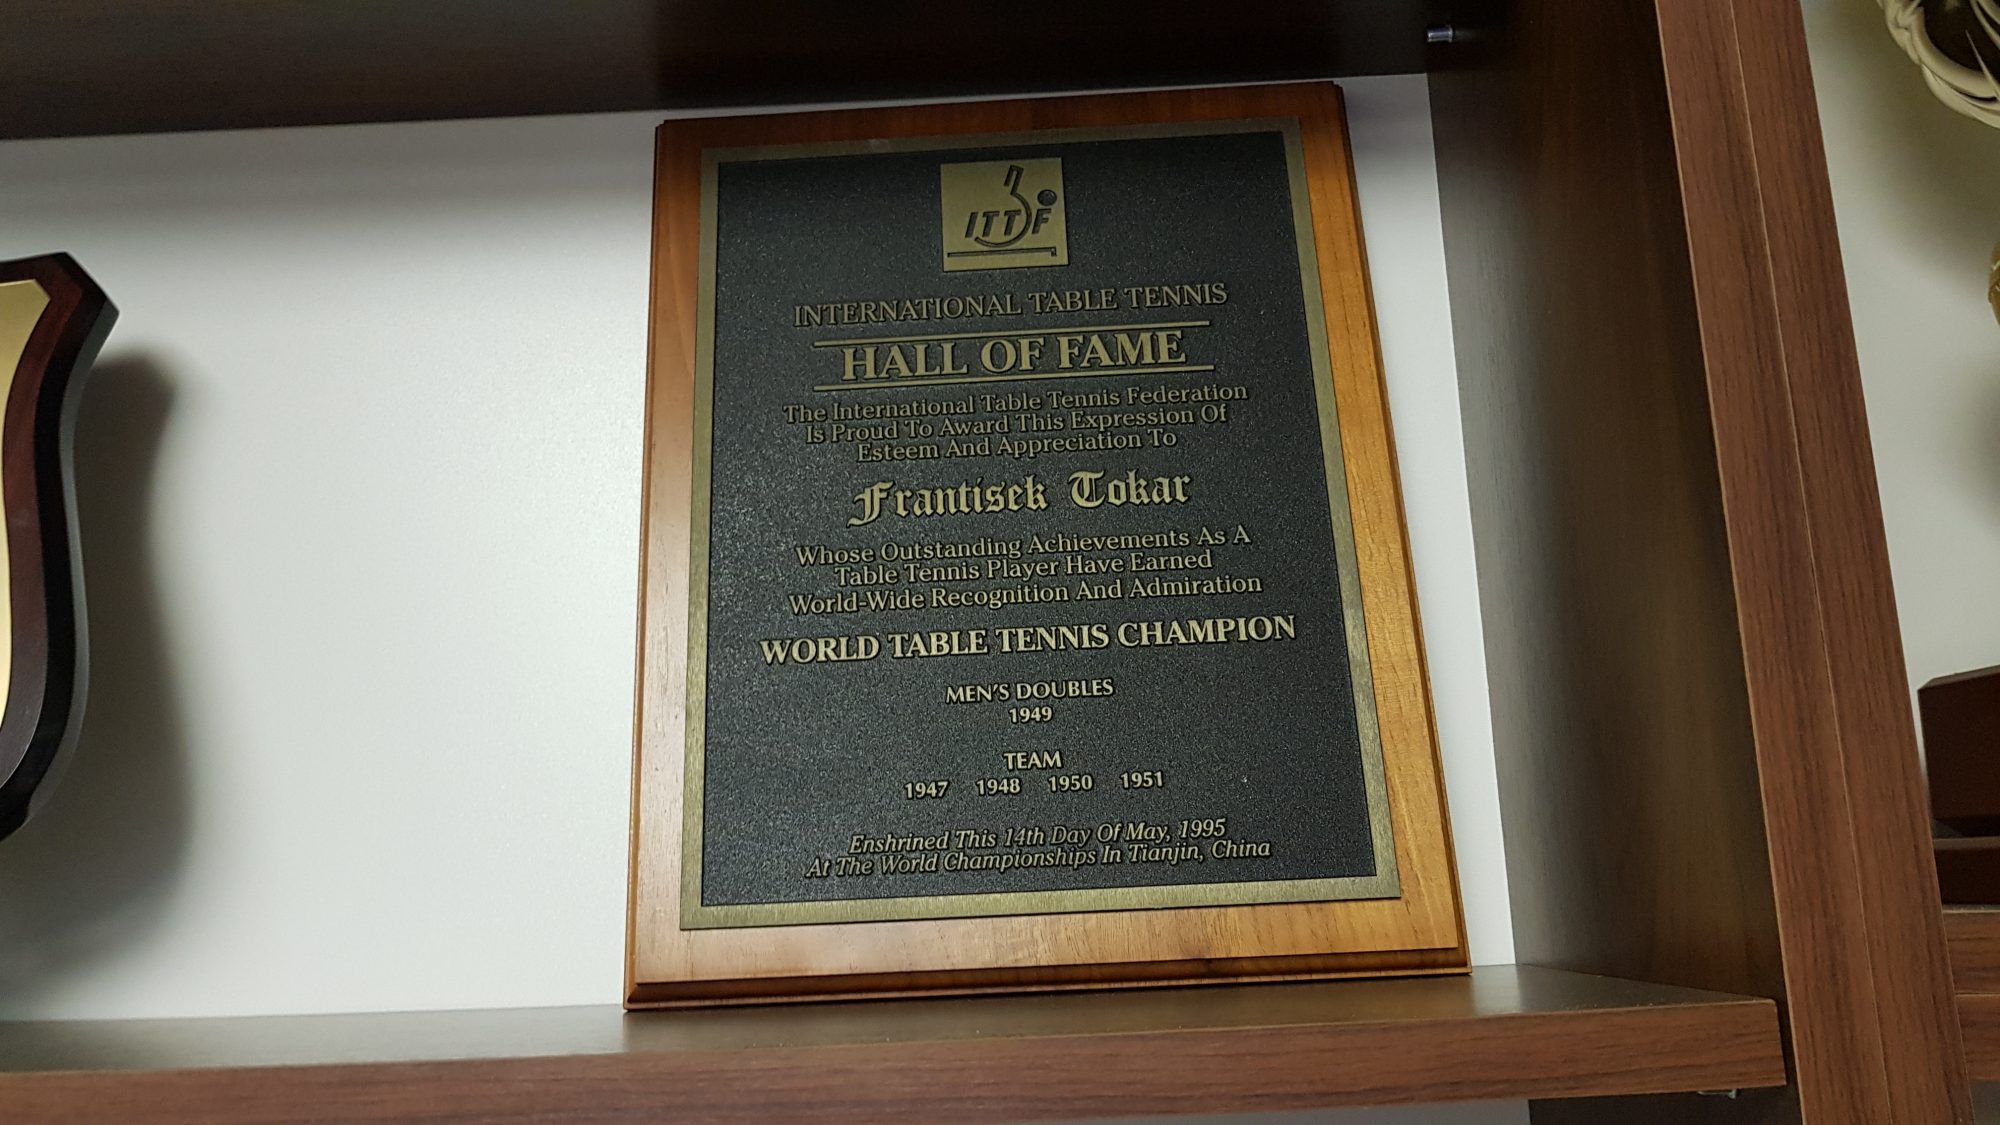 ITTF
INTERNATIONAL TABLE TENNIS
HALL OF FAME
The International Table Tennis Federation
Is Proud To Award This Expression Of
Esteem And Appreciation To
Frantisek Tokar
Whose Outstanding Achievements As A
Table Tennis Player Have Earned
World-Wide Recognition And Admiration
WORLD TABLE TENNIS CHAMPION
MEN'S DOUBLES
1949
TEAM
1947 1948 1950 1951
Enshrined This 14th Day Of May, 1995
At The World Championships In Tianjin, China